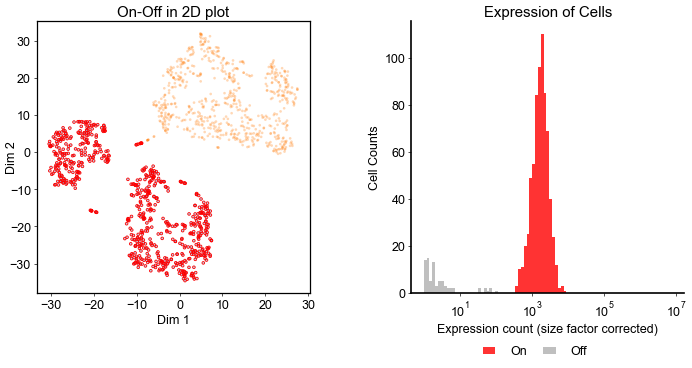 On-Off in 2D plot
Expression of Cells
30
20
10
0
−10
−20
−30
Dim 2
−30 −20 −10 0 10 20 30
Dim 1
100
80
60
40
20
0
Cell Counts
10^1 10^3 10^5 10^7
Expression count (size factor corrected)
On Off